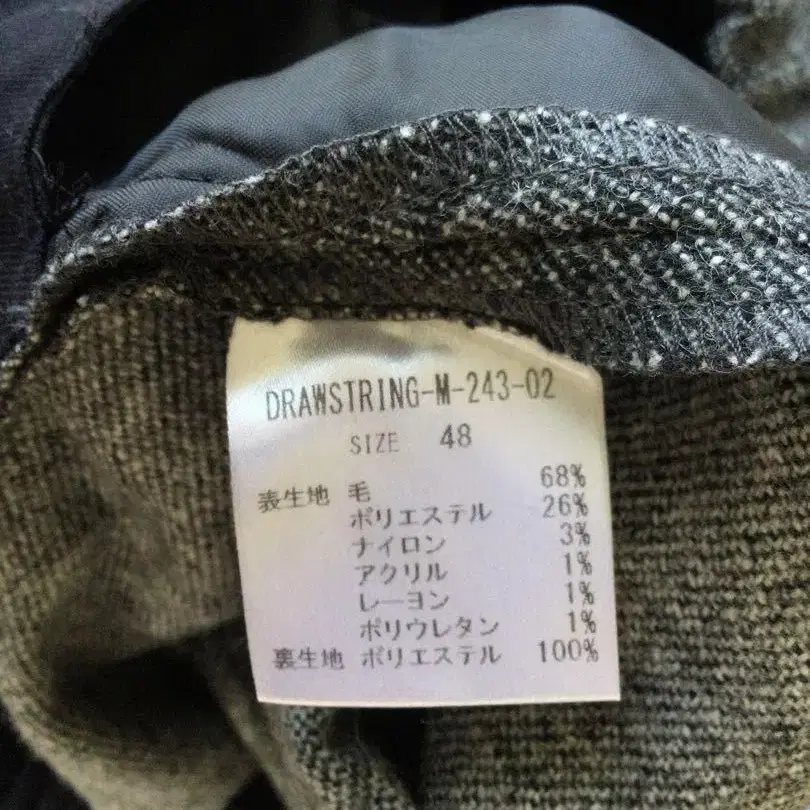 DRAWSTRING-M-243-02
SIZE 48
表生地 毛 68%
ポリエステル 26%
ナイロン 3%
アクリル 1%
レーヨン 1%
ポリウレタン 1%
裏生地 ポリエステル 100%